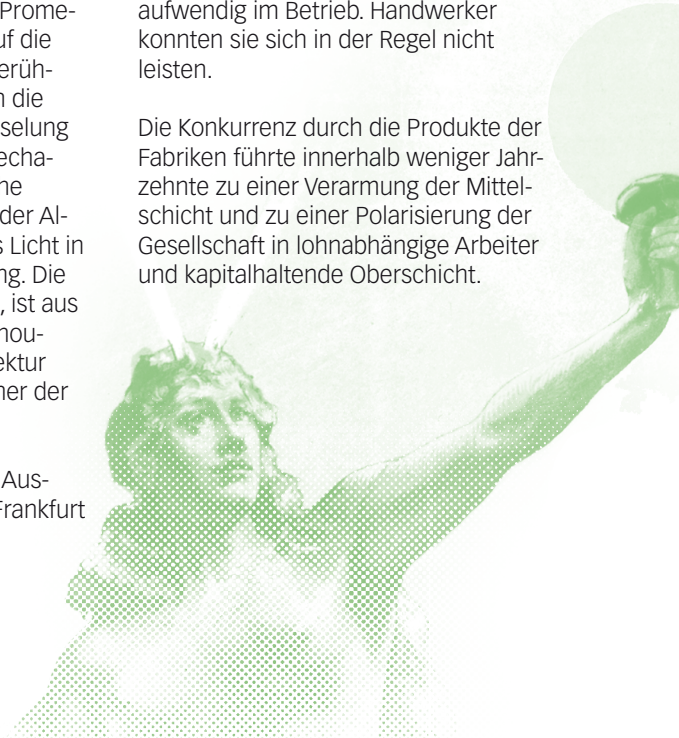 Prome-
uf die
erüh-
n die
selung
echa-
ne
der Al-
s Licht in
ng. Die
, ist aus
nou-
ektur
ner der
Aus-
Frankfurt
aufwendig im Betrieb. Handwerker
konnten sie sich in der Regel nicht
leisten.
Die Konkurrenz durch die Produkte der
Fabriken führte innerhalb weniger Jahr-
zehnte zu einer Verarmung der Mittel-
schicht und zu einer Polarisierung der
Gesellschaft in lohnabhängige Arbeiter
und kapitalhaltende Oberschicht.